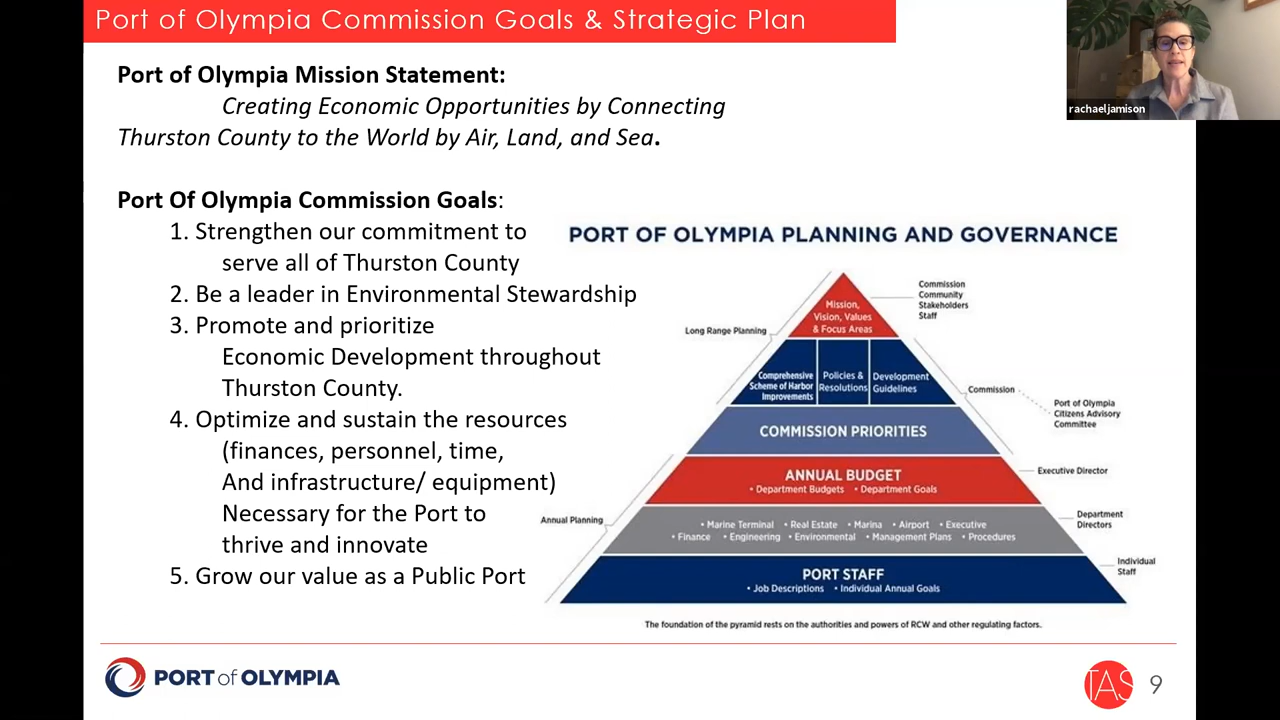 Port of Olympia Commission Goals & Strategic Plan
rachaeljamison
Port of Olympia Mission Statement:
Creating Economic Opportunities by Connecting
Thurston County to the World by Air, Land, and Sea.
Port Of Olympia Commission Goals:
1. Strengthen our commitment to
serve all of Thurston County
2. Be a leader in Environmental Stewardship
3. Promote and prioritize
Economic Development throughout
Thurston County.
4. Optimize and sustain the resources
(finances, personnel, time,
And infrastructure/ equipment)
Necessary for the Port to
thrive and innovate
5. Grow our value as a Public Port
PORT OF OLYMPIA PLANNING AND GOVERNANCE
Mission,
Vision, Values
& Focus Areas
Commission
Community
Stakeholders
Staff
Long Range Planning
Comprehensive
Scheme of Harbor
Improvements
Policies &
Resolutions
Development
Guidelines
Commission
Port of Olympia
Citizens Advisory
Committee
COMMISSION PRIORITIES
ANNUAL BUDGET
• Department Budgets • Department Goals
Executive Director
Annual Planning
• Marine Terminal • Real Estate • Marina • Airport • Executive
• Finance • Engineering • Environmental • Management Plans • Procedures
Department
Directors
PORT STAFF
• Job Descriptions • Individual Annual Goals
Individual
Staff
The foundation of the pyramid rests on the authorities and powers of RCW and other regulating factors.
PORT of OLYMPIA
TAS
9